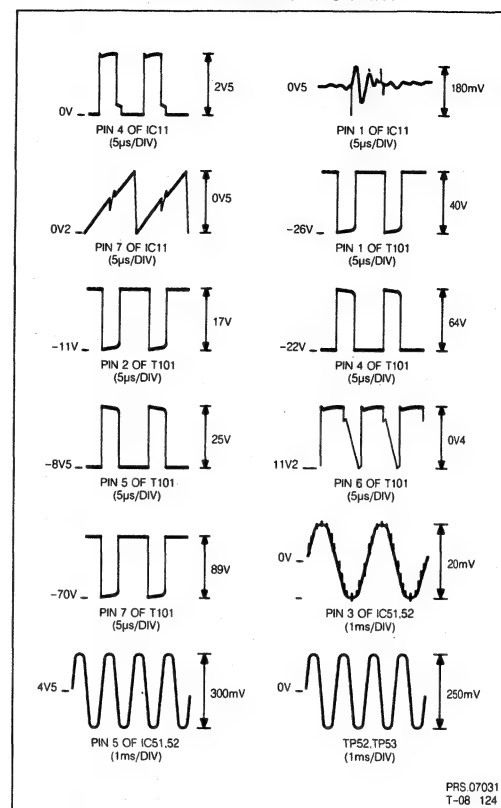 2V5
0V
PIN 4 OF IC11
(5µs/DIV)
0V5
180mV
PIN 1 OF IC11
(5µs/DIV)
0V5
0V2
PIN 7 OF IC11
(5µs/DIV)
40V
-26V
PIN 1 OF T101
(5µs/DIV)
17V
-11V
PIN 2 OF T101
(5µs/DIV)
64V
-22V
PIN 4 OF T101
(5µs/DIV)
25V
-8V5
PIN 5 OF T101
(5µs/DIV)
0V4
11V2
PIN 6 OF T101
(5µs/DIV)
89V
-70V
PIN 7 OF T101
(5µs/DIV)
0V
20mV
PIN 3 OF IC51,52
(1ms/DIV)
4V5
300mV
PIN 5 OF IC51,52
(1ms/DIV)
0V
250mV
TP52,TP53
(1ms/DIV)
PRS.07031
T-08 124